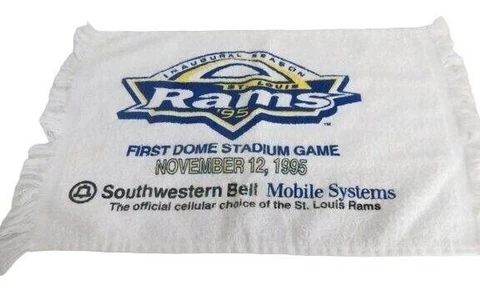 INAUGURAL SEASON
ST. LOUIS
Rams
'95
TM
FIRST DOME STADIUM GAME
NOVEMBER 12, 1995
Southwestern Bell Mobile Systems
The official cellular choice of the St. Louis Rams